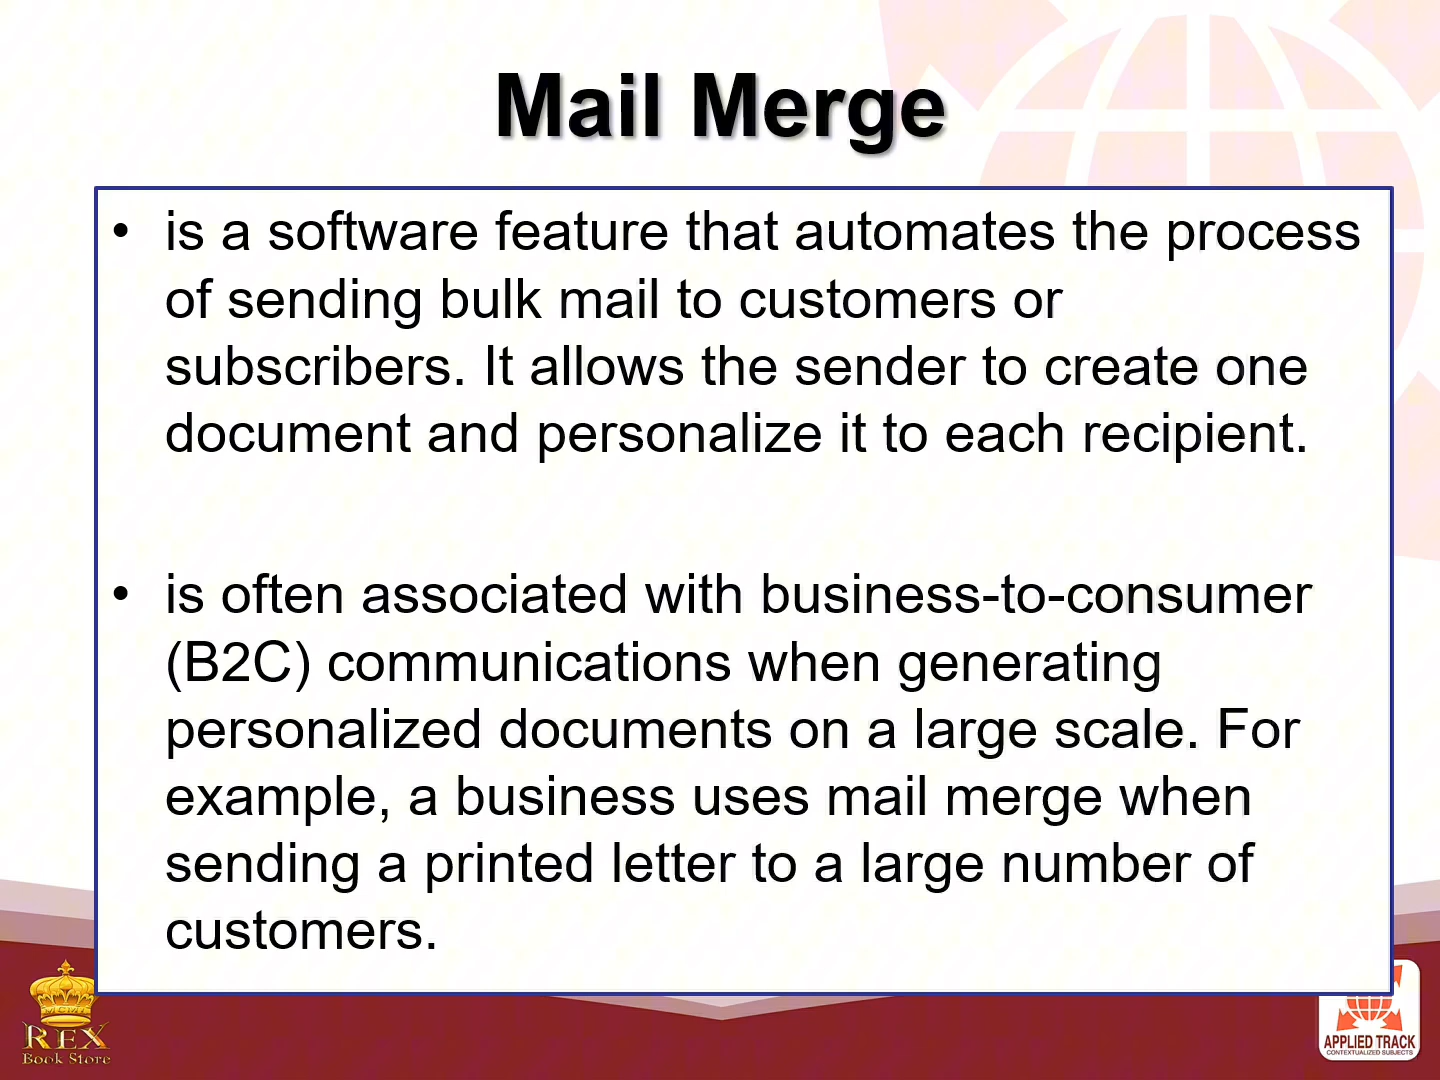 Mail Merge
• is a software feature that automates the process
of sending bulk mail to customers or
subscribers. It allows the sender to create one
document and personalize it to each recipient.
• is often associated with business-to-consumer
(B2C) communications when generating
personalized documents on a large scale. For
example, a business uses mail merge when
sending a printed letter to a large number of
customers.
REX
Book Store
APPLIED TRACK
CONTEXTUALIZED SUBJECTS